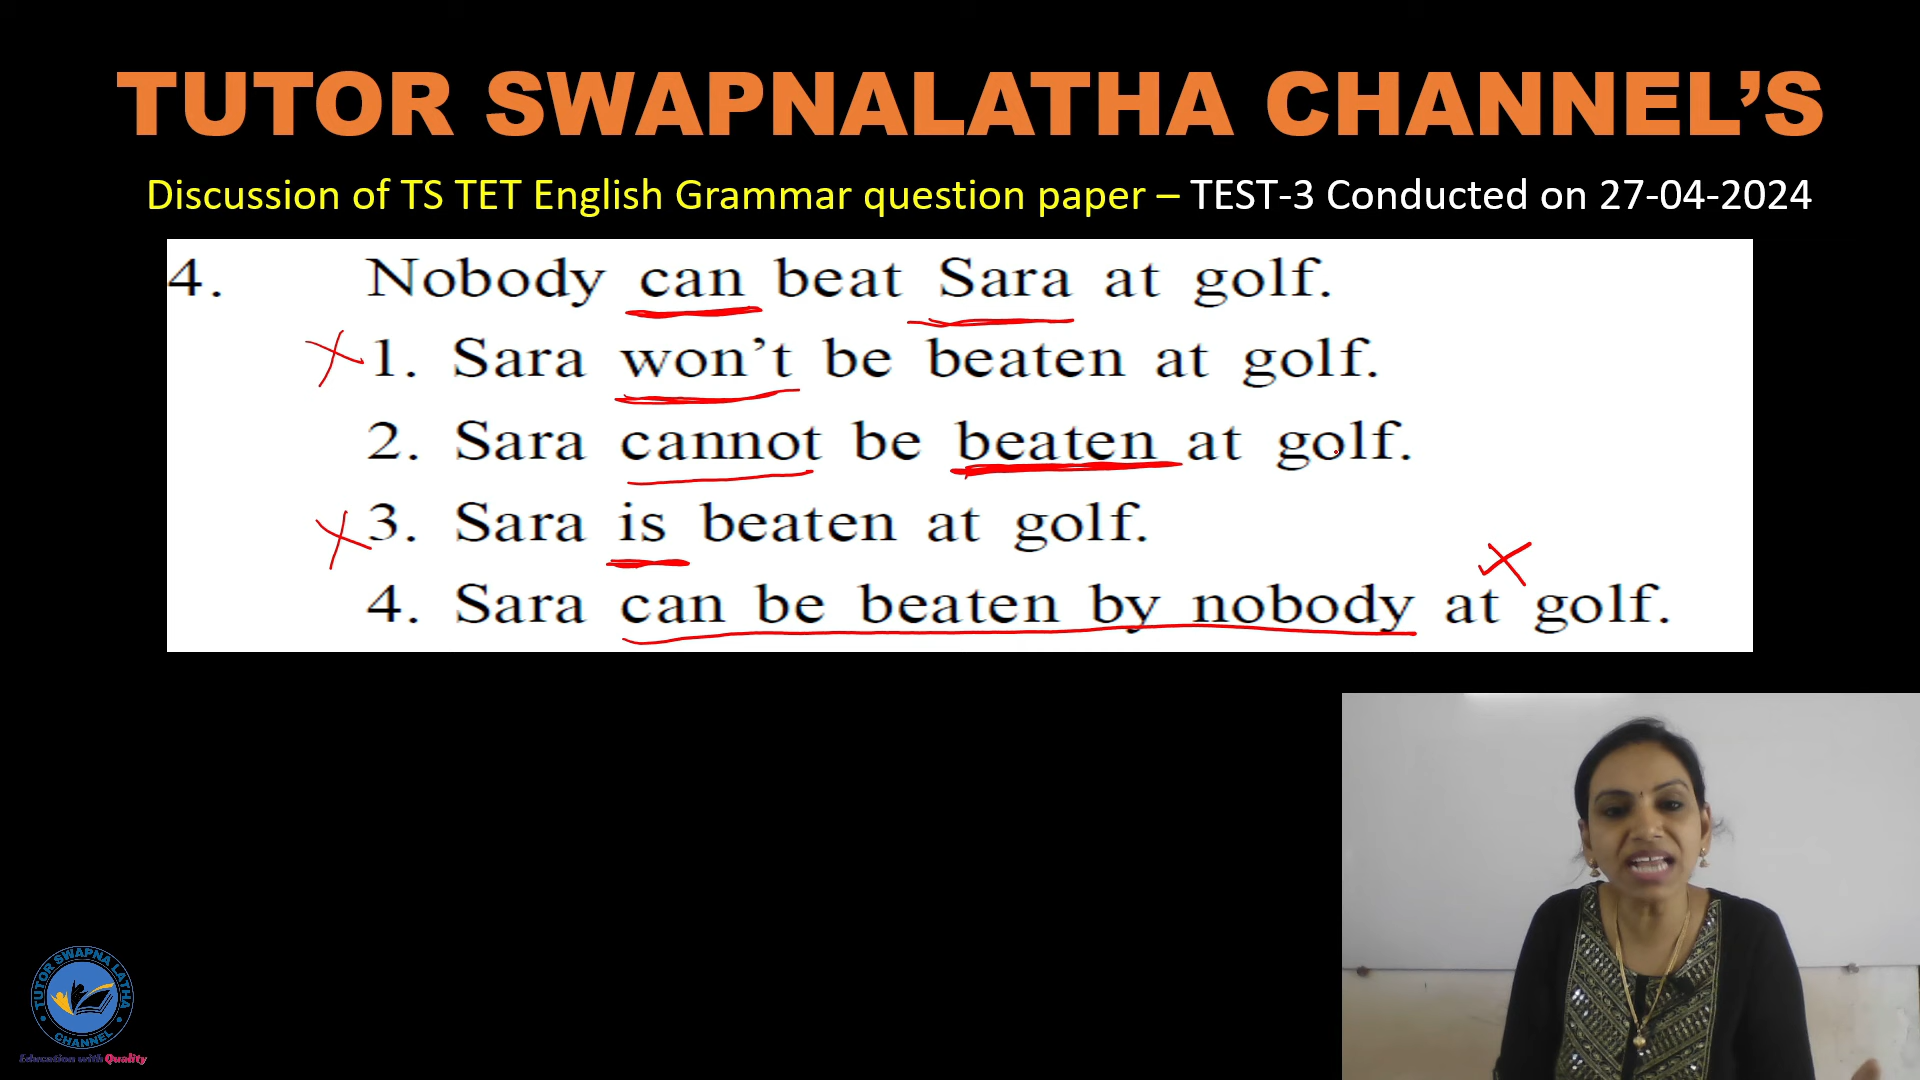 TUTOR SWAPNALATHA CHANNEL’S
Discussion of TS TET English Grammar question paper – TEST-3 Conducted on 27-04-2024
4. Nobody can beat Sara at golf.
1. Sara won’t be beaten at golf.
2. Sara cannot be beaten at golf.
3. Sara is beaten at golf.
4. Sara can be beaten by nobody at golf.
TUTOR SWAPNA LATHA
CHANNEL
Education with Quality